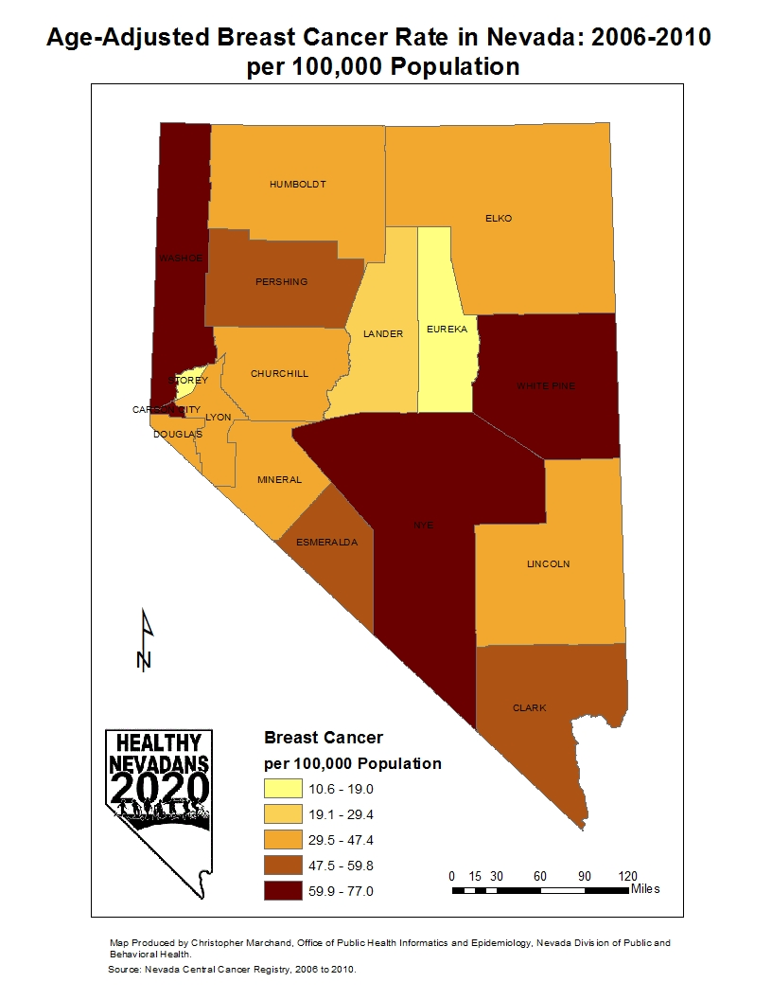 Age-Adjusted Breast Cancer Rate in Nevada: 2006-2010
per 100,000 Population
HUMBOLDT
ELKO
WASHOE
PERSHING
LANDER
EUREKA
CHURCHILL
STOREY
WHITE PINE
CARSON CITY
LYON
DOUGLAS
MINERAL
NYE
ESMERALDA
LINCOLN
N
CLARK
HEALTHY
NEVADANS
2020
Breast Cancer
per 100,000 Population
10.6 - 19.0
19.1 - 29.4
29.5 - 47.4
47.5 - 59.8
59.9 - 77.0
0 15 30 60 90 120
Miles
Map Produced by Christopher Marchand, Office of Public Health Informatics and Epidemiology, Nevada Division of Public and
Behavioral Health.
Source: Nevada Central Cancer Registry, 2006 to 2010.